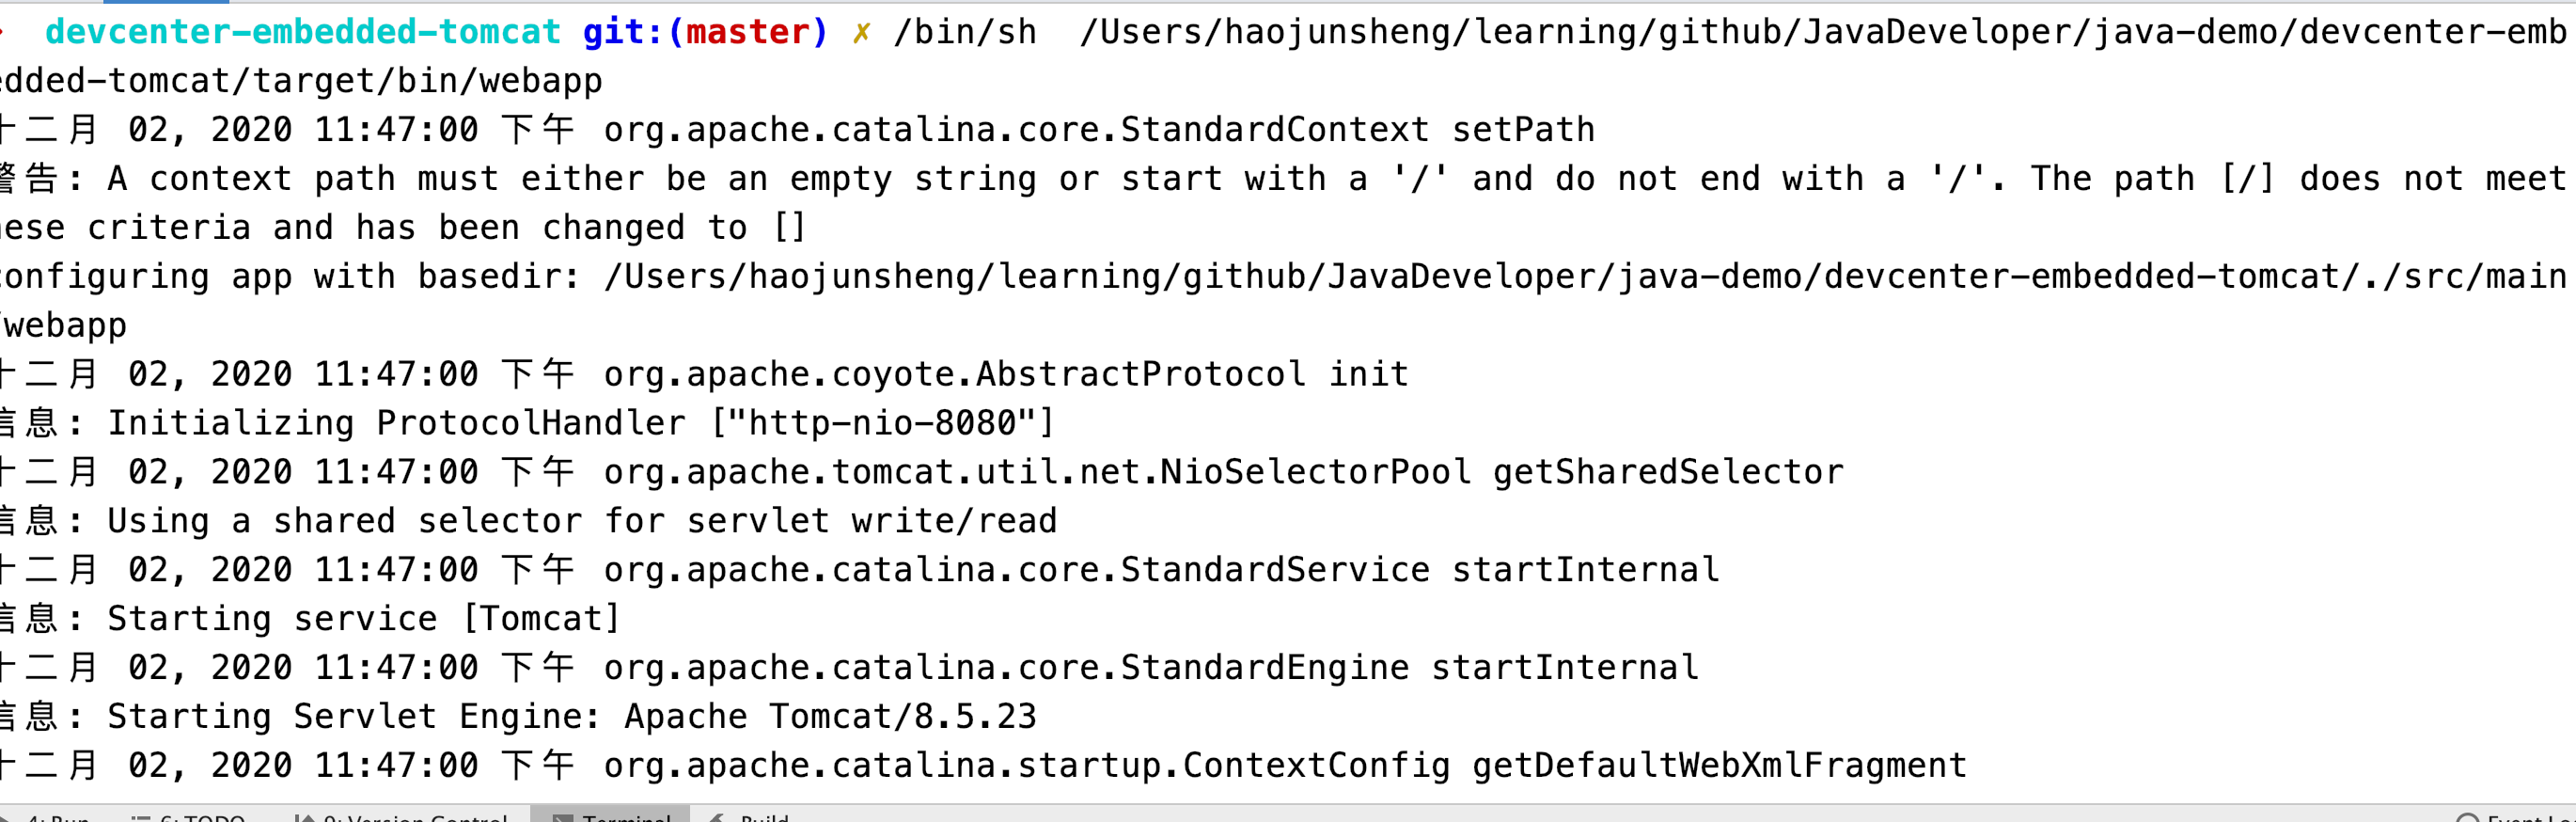 devcenter-embedded-tomcat git:(master) ✗ /bin/sh  /Users/haojunsheng/learning/github/JavaDeveloper/java-demo/devcenter-emb
edded-tomcat/target/bin/webapp
十二月 02, 2020 11:47:00 下午 org.apache.catalina.core.StandardContext setPath
警告: A context path must either be an empty string or start with a '/' and do not end with a '/'. The path [/] does not meet
hese criteria and has been changed to []
configuring app with basedir: /Users/haojunsheng/learning/github/JavaDeveloper/java-demo/devcenter-embedded-tomcat/./src/main
/webapp
十二月 02, 2020 11:47:00 下午 org.apache.coyote.AbstractProtocol init
信息: Initializing ProtocolHandler ["http-nio-8080"]
十二月 02, 2020 11:47:00 下午 org.apache.tomcat.util.net.NioSelectorPool getSharedSelector
信息: Using a shared selector for servlet write/read
十二月 02, 2020 11:47:00 下午 org.apache.catalina.core.StandardService startInternal
信息: Starting service [Tomcat]
十二月 02, 2020 11:47:00 下午 org.apache.catalina.core.StandardEngine startInternal
信息: Starting Servlet Engine: Apache Tomcat/8.5.23
十二月 02, 2020 11:47:00 下午 org.apache.catalina.startup.ContextConfig getDefaultWebXmlFragment
4: Run 6: TODO 9: Version Control Terminal Build Event Lo